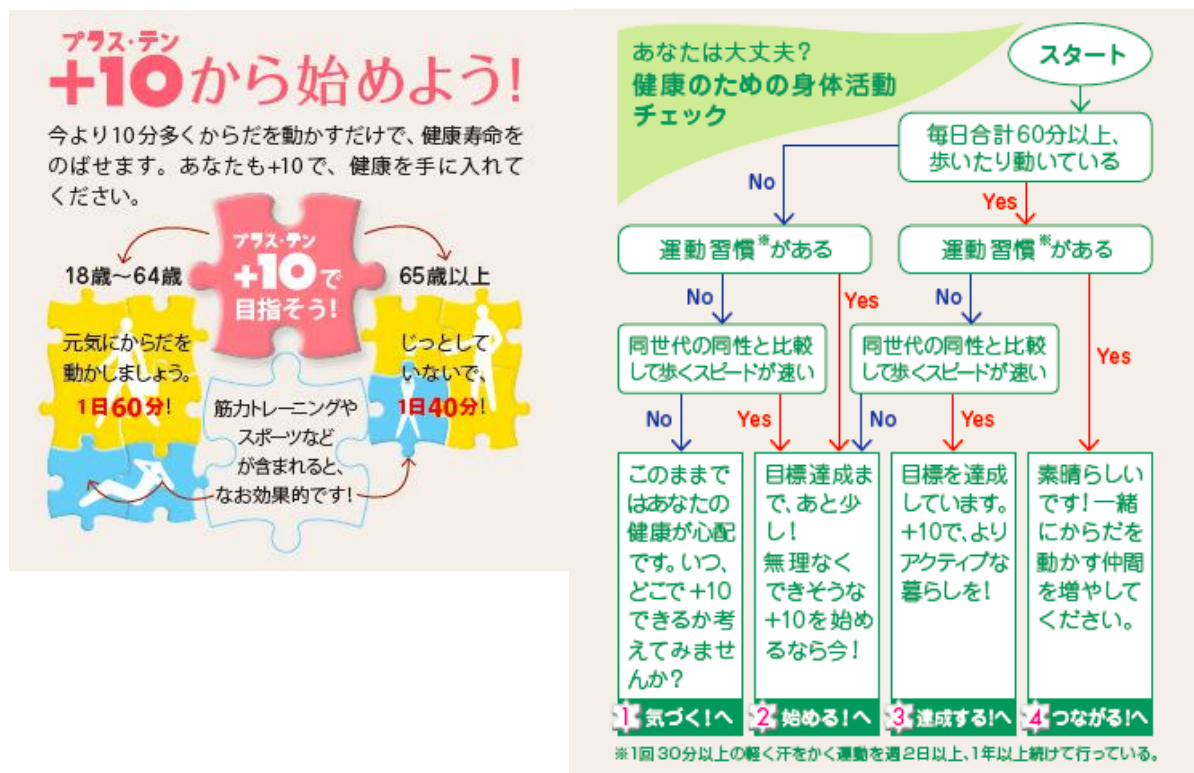 プラス・テン
+10から始めよう!
今より10分多くからだを動かすだけで、健康寿命を
のばせます。あなたも+10で、健康を手に入れて
ください。
プラス・テン
+10で
目指そう!
18歳〜64歳
元気にからだを
動かしましょう。
1日60分!
65歳以上
じっとして
いないで、
1日40分!
筋力トレーニングや
スポーツなど
が含まれると、
なお効果的です!
あなたは大丈夫?
健康のための身体活動
チェック
スタート
毎日合計60分以上、
歩いたり動いている
No
Yes
運動習慣※がある
運動習慣※がある
No
Yes
No
Yes
同世代の同性と比較
して歩くスピードが速い
同世代の同性と比較
して歩くスピードが速い
No
Yes
No
Yes
このままで
はあなたの
健康が心配
です。いつ、
どこで+10
できるか考
えてみませ
んか?
1 気づく!へ
目標達成ま
で、あと少
し!
無理なく
できそうな
+10を始め
るなら今!
2 始める!へ
目標を達成
しています。
+10で、より
アクティブな
暮らしを!
3 達成する!へ
素晴らしい
です!一緒
にからだを
動かす仲間
を増やして
ください。
4 つながる!へ
※1回30分以上の軽く汗をかく運動を週2日以上、1年以上続けて行っている。